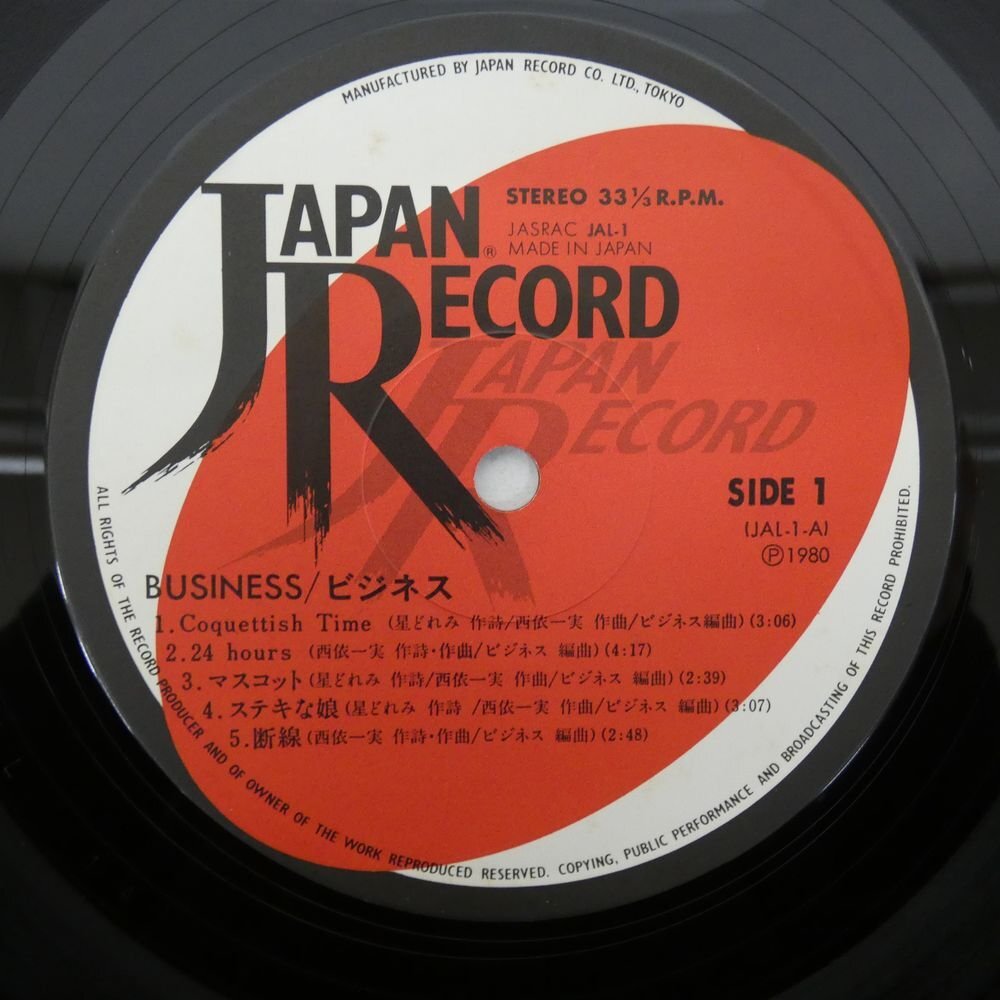 MANUFACTURED BY JAPAN RECORD CO. LTD., TOKYO
JAPAN
RECORD
®
STEREO 33⅓ R.P.M.
JASRAC JAL-1
MADE IN JAPAN
JAPAN
RECORD
SIDE 1
(JAL-1-A)
Ⓟ1980
BUSINESS/ビジネス
1. Coquettish Time (星どれみ 作詩/西依一実 作曲/ビジネス編曲) (3:06)
2. 24 hours (西依一実 作詩・作曲/ビジネス 編曲) (4:17)
3. マスコット (星どれみ 作詩/西依一実 作曲/ビジネス 編曲) (2:39)
4. ステキな娘 (星どれみ 作詩 /西依一実 作曲/ビジネス 編曲) (3:07)
5. 断線 (西依一実 作詩・作曲/ビジネス 編曲) (2:48)
ALL RIGHTS OF THE RECORD PRODUCER AND OF OWNER OF THE WORK REPRODUCED RESERVED. COPYING, PUBLIC PERFORMANCE AND BROADCASTING OF THIS RECORD PROHIBITED.